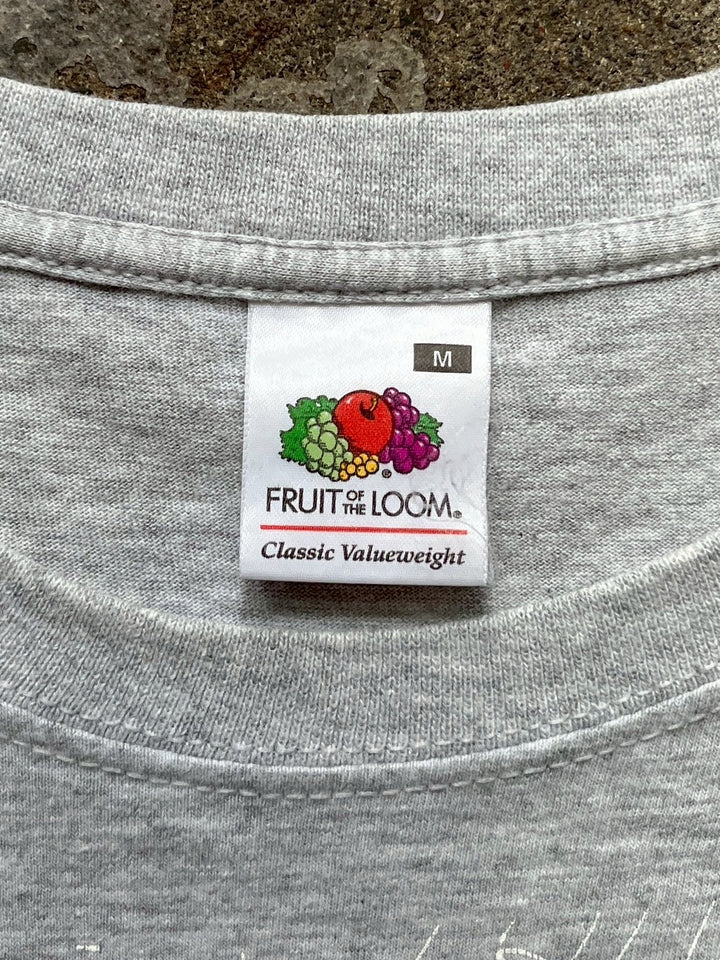 M
FRUIT OF THE LOOM®
Classic Valueweight